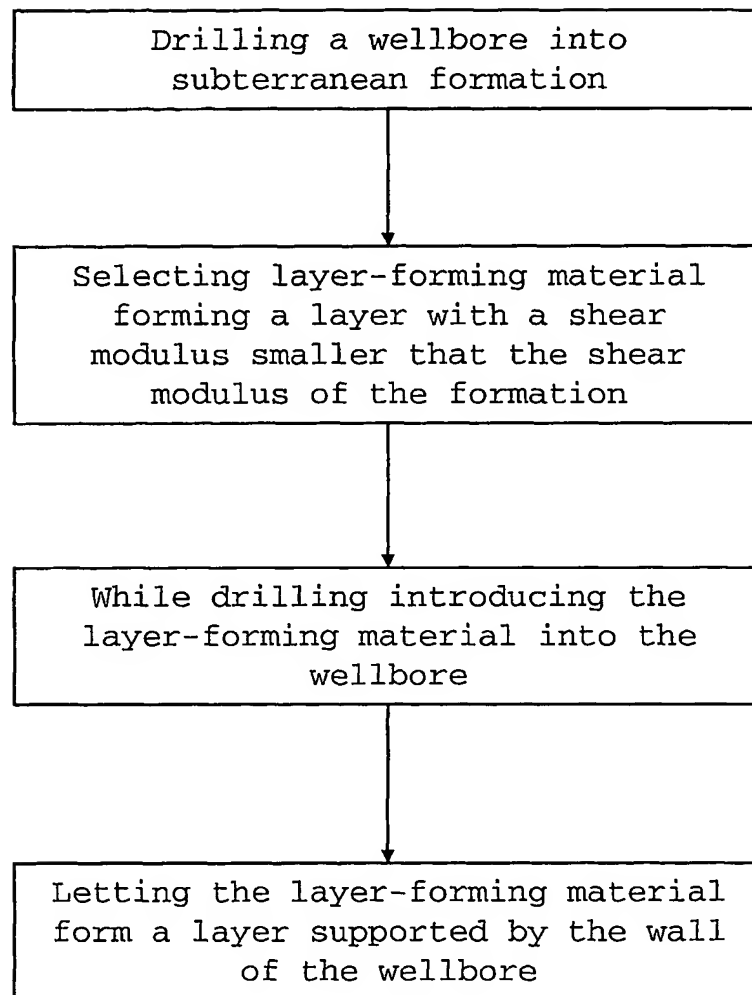 Drilling a wellbore into
subterranean formation
Selecting layer-forming material
forming a layer with a shear
modulus smaller that the shear
modulus of the formation
While drilling introducing the
layer-forming material into the
wellbore
Letting the layer-forming material
form a layer supported by the wall
of the wellbore